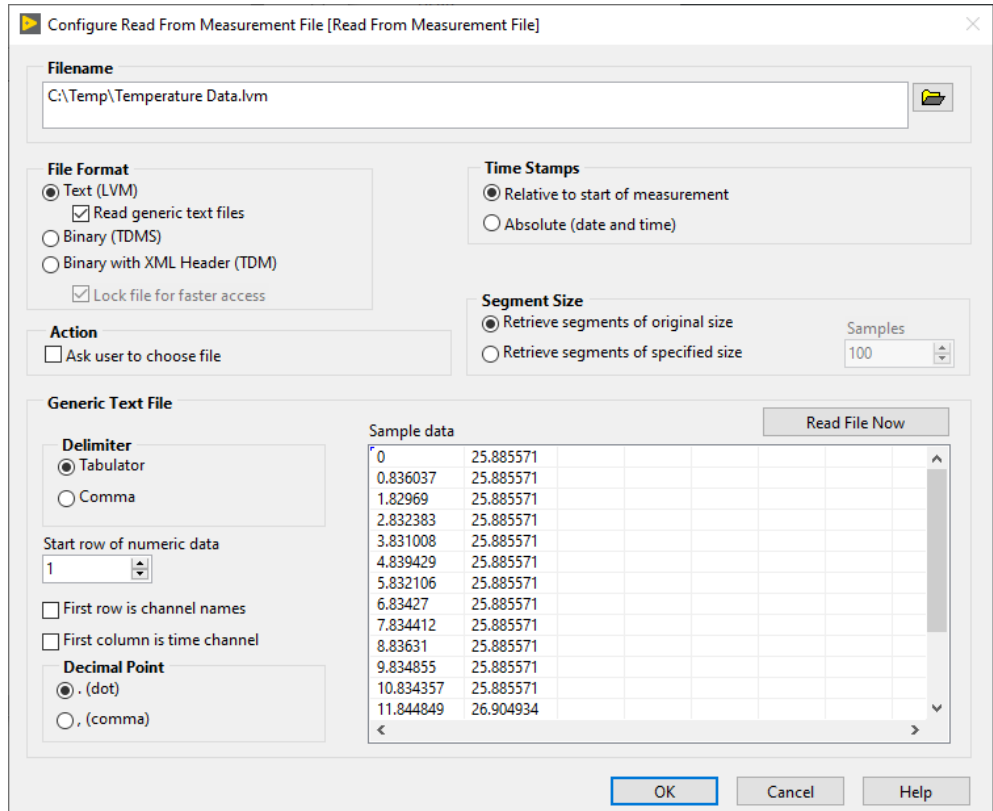 Configure Read From Measurement File [Read From Measurement File]
Filename
C:\Temp\Temperature Data.lvm
File Format
Text (LVM)
Read generic text files
Binary (TDMS)
Binary with XML Header (TDM)
Lock file for faster access
Time Stamps
Relative to start of measurement
Absolute (date and time)
Action
Ask user to choose file
Segment Size
Retrieve segments of original size
Retrieve segments of specified size
Samples
100
Generic Text File
Delimiter
Tabulator
Comma
Start row of numeric data
1
First row is channel names
First column is time channel
Decimal Point
. (dot)
, (comma)
Sample data
Read File Now
0 25.885571
0.836037 25.885571
1.82969 25.885571
2.832383 25.885571
3.831008 25.885571
4.839429 25.885571
5.832106 25.885571
6.83427 25.885571
7.834412 25.885571
8.83631 25.885571
9.834855 25.885571
10.834357 25.885571
11.844849 26.904934
OK Cancel Help